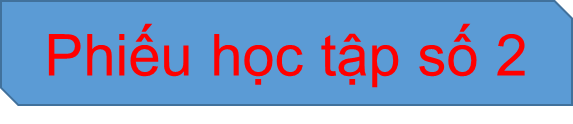 Phiếu học tập số 2